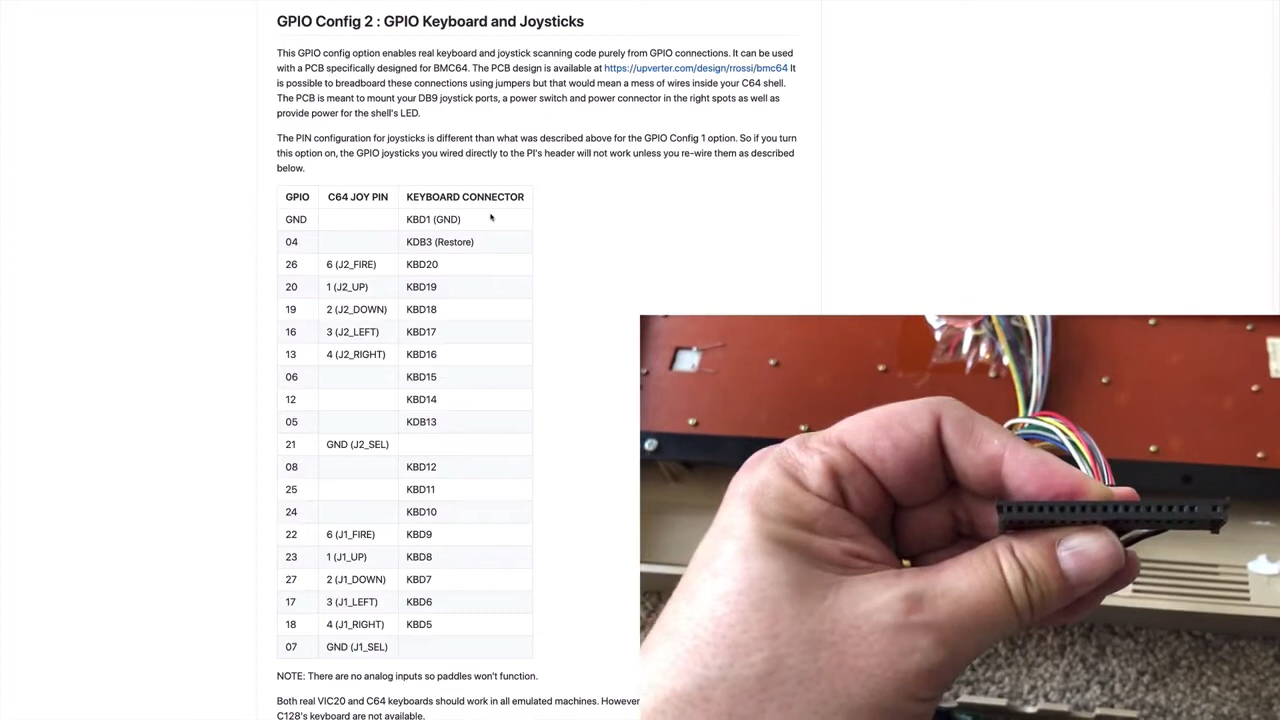 GPIO Config 2 : GPIO Keyboard and Joysticks
This GPIO config option enables real keyboard and joystick scanning code purely from GPIO connections. It can be used
with a PCB specifically designed for BMC64. The PCB design is available at https://upverter.com/design/rrossi/bmc64 It
is possible to breadboard these connections using jumpers but that would mean a mess of wires inside your C64 shell.
The PCB is meant to mount your DB9 joystick ports, a power switch and power connector in the right spots as well as
provide power for the shell's LED.
The PIN configuration for joysticks is different than what was described above for the GPIO Config 1 option. So if you turn
this option on, the GPIO joysticks you wired directly to the PI's header will not work unless you re-wire them as described
below.
GPIO C64 JOY PIN KEYBOARD CONNECTOR
GND KBD1 (GND)
04 KDB3 (Restore)
26 6 (J2_FIRE) KBD20
20 1 (J2_UP) KBD19
19 2 (J2_DOWN) KBD18
16 3 (J2_LEFT) KBD17
13 4 (J2_RIGHT) KBD16
06 KBD15
12 KBD14
05 KDB13
21 GND (J2_SEL)
08 KBD12
25 KBD11
24 KBD10
22 6 (J1_FIRE) KBD9
23 1 (J1_UP) KBD8
27 2 (J1_DOWN) KBD7
17 3 (J1_LEFT) KBD6
18 4 (J1_RIGHT) KBD5
07 GND (J1_SEL)
NOTE: There are no analog inputs so paddles won't function.
Both real VIC20 and C64 keyboards should work in all emulated machines. However
C128's keyboard are not available.